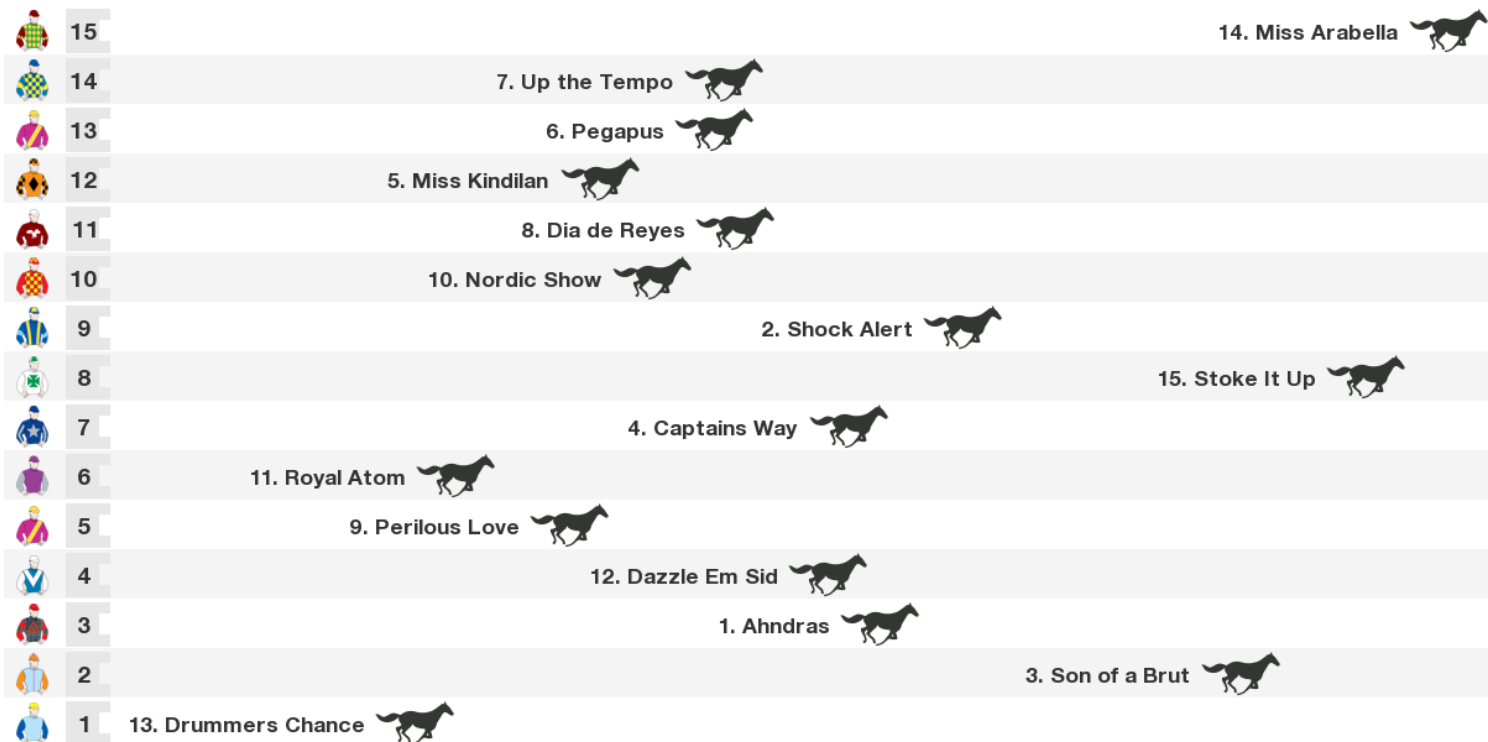 15 14. Miss Arabella
14 7. Up the Tempo
13 6. Pegapus
12 5. Miss Kindilan
11 8. Dia de Reyes
10 10. Nordic Show
9 2. Shock Alert
8 15. Stoke It Up
7 4. Captains Way
6 11. Royal Atom
5 9. Perilous Love
4 12. Dazzle Em Sid
3 1. Ahndras
2 3. Son of a Brut
1 13. Drummers Chance